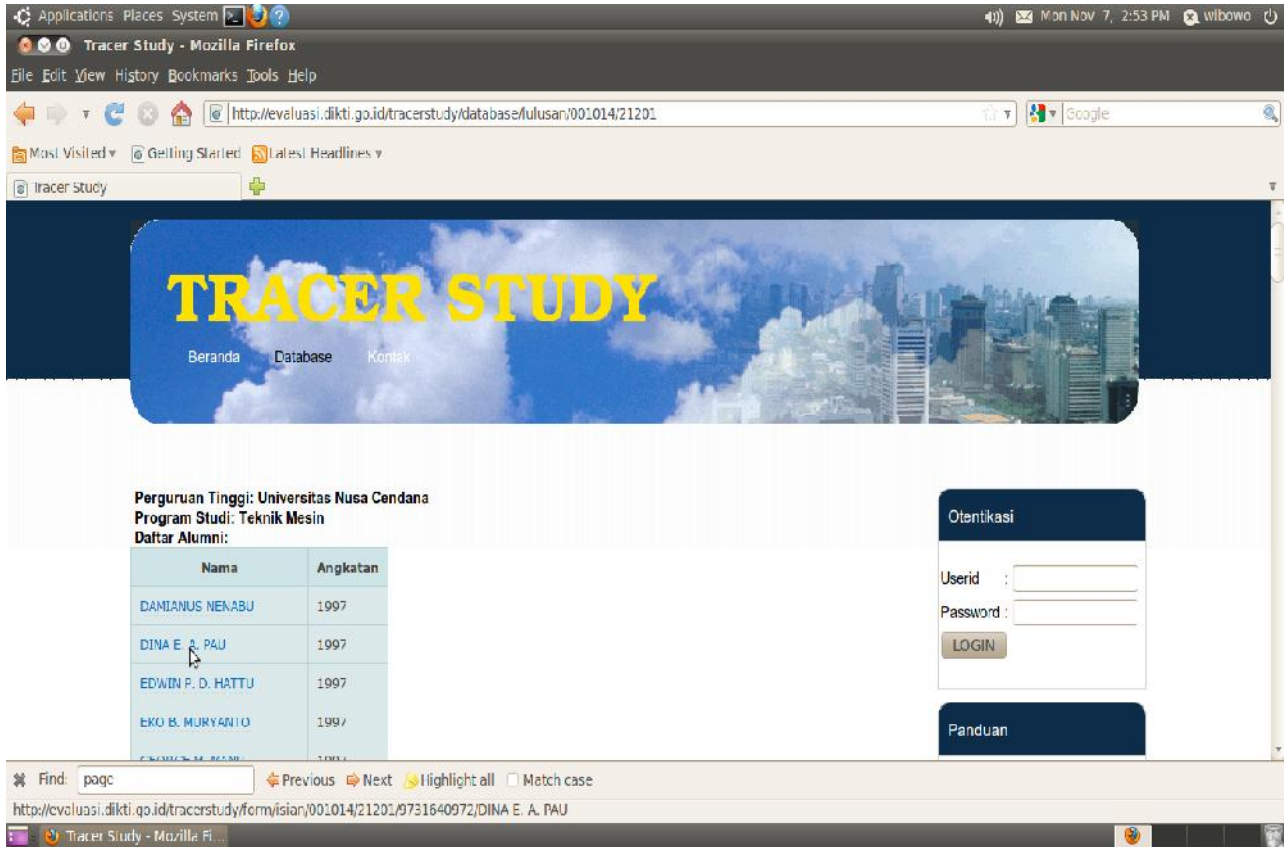 Applications Places System
Mon Nov 7, 2:53 PM wibowo
Tracer Study - Mozilla Firefox
File Edit View History Bookmarks Tools Help
http://evaluasi.dikti.go.id/tracerstudy/database/lulusan/001014/21201
Google
Most Visited Getting Started Latest Headlines
Tracer Study
TRACER STUDY
Beranda Database Kontak
Perguruan Tinggi: Universitas Nusa Cendana
Program Studi: Teknik Mesin
Daftar Alumni:
Nama Angkatan
DAMIANUS NENABU 1997
DINA E. A. PAU 1997
EDWIN P. D. HATTU 1997
EKO B. MURYANTO 1997
Otentikasi
Userid :
Password :
LOGIN
Panduan
Find: page Previous Next Highlight all Match case
http://evaluasi.dikti.go.id/tracerstudy/form/isian/001014/21201/9731640972/DINA E. A. PAU
Tracer Study - Mozilla Fi...